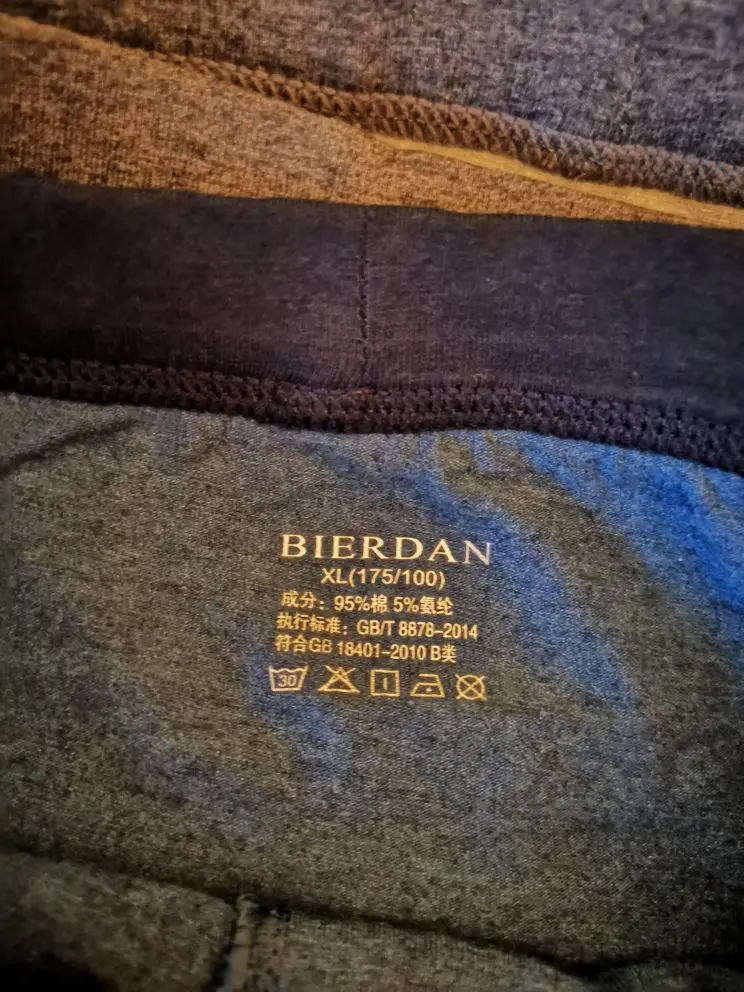 BIERDAN
XL(175/100)
成分：95%棉 5%氨纶
执行标准：GB/T 8878-2014
符合GB 18401-2010 B类
30